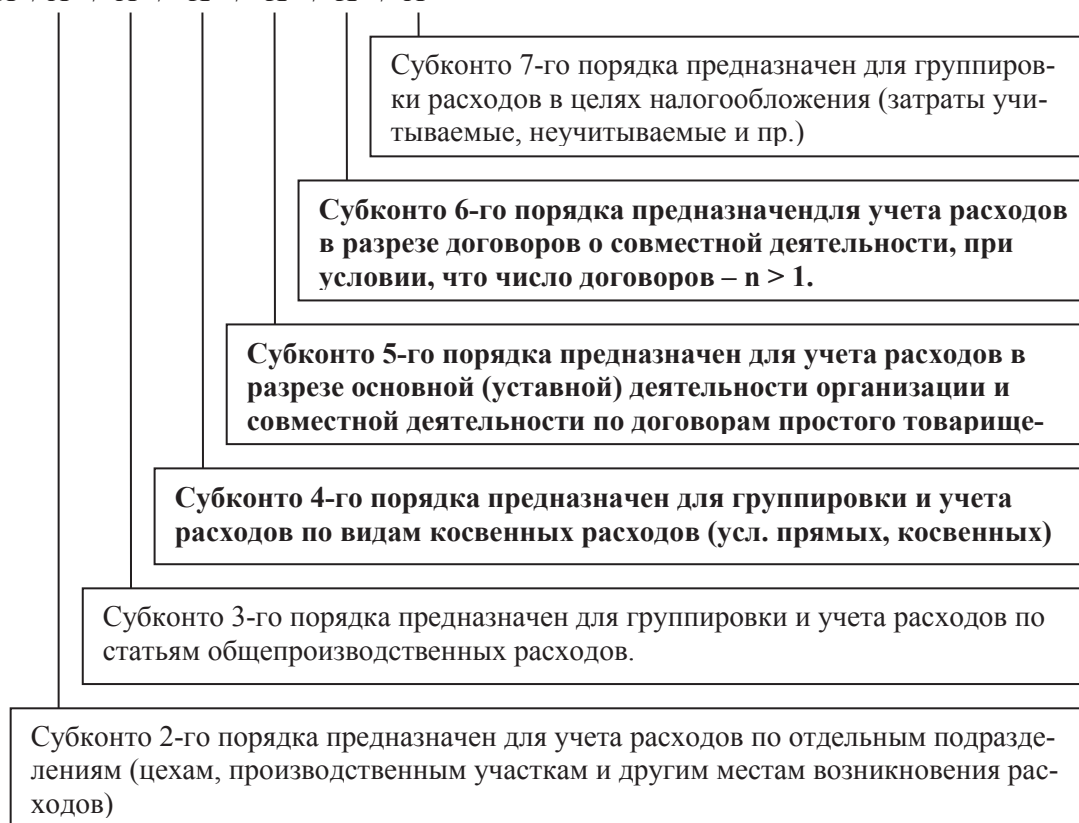 Субконто 7-го порядка предназначен для группиров-
ки расходов в целях налогообложения (затраты учи-
тываемые, неучитываемые и пр.)
Субконто 6-го порядка предназначендля учета расходов
в разрезе договоров о совместной деятельности, при
условии, что число договоров – n > 1.
Субконто 5-го порядка предназначен для учета расходов в
разрезе основной (уставной) деятельности организации и
совместной деятельности по договорам простого товарище-
Субконто 4-го порядка предназначен для группировки и учета
расходов по видам косвенных расходов (усл. прямых, косвенных)
Субконто 3-го порядка предназначен для группировки и учета расходов по
статьям общепроизводственных расходов.
Субконто 2-го порядка предназначен для учета расходов по отдельным подразде-
лениям (цехам, производственным участкам и другим местам возникновения рас-
ходов)